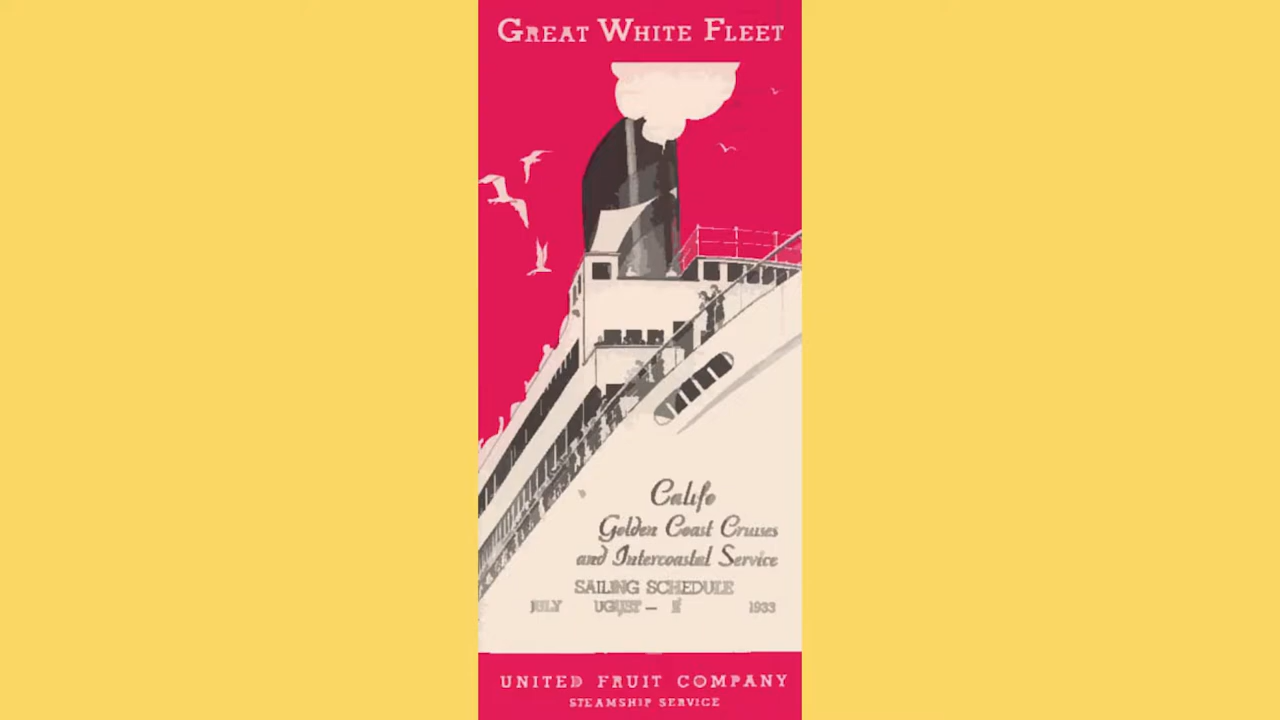 GREAT WHITE FLEET
Califo
Golden Coast Cruises
and Intercoastal Service
SAILING SCHEDULE
JULY UGUST – 1933
UNITED FRUIT COMPANY
STEAMSHIP SERVICE